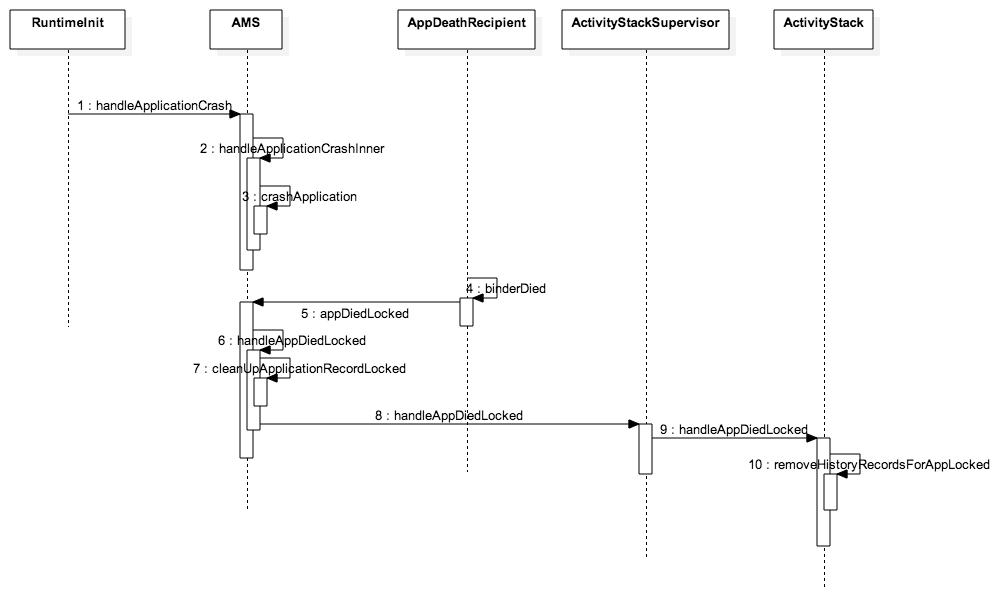 RuntimeInit
AMS
AppDeathRecipient
ActivityStackSupervisor
ActivityStack
1 : handleApplicationCrash
2 : handleApplicationCrashInner
3 : crashApplication
4 : binderDied
5 : appDiedLocked
6 : handleAppDiedLocked
7 : cleanUpApplicationRecordLocked
8 : handleAppDiedLocked
9 : handleAppDiedLocked
10 : removeHistoryRecordsForAppLocked